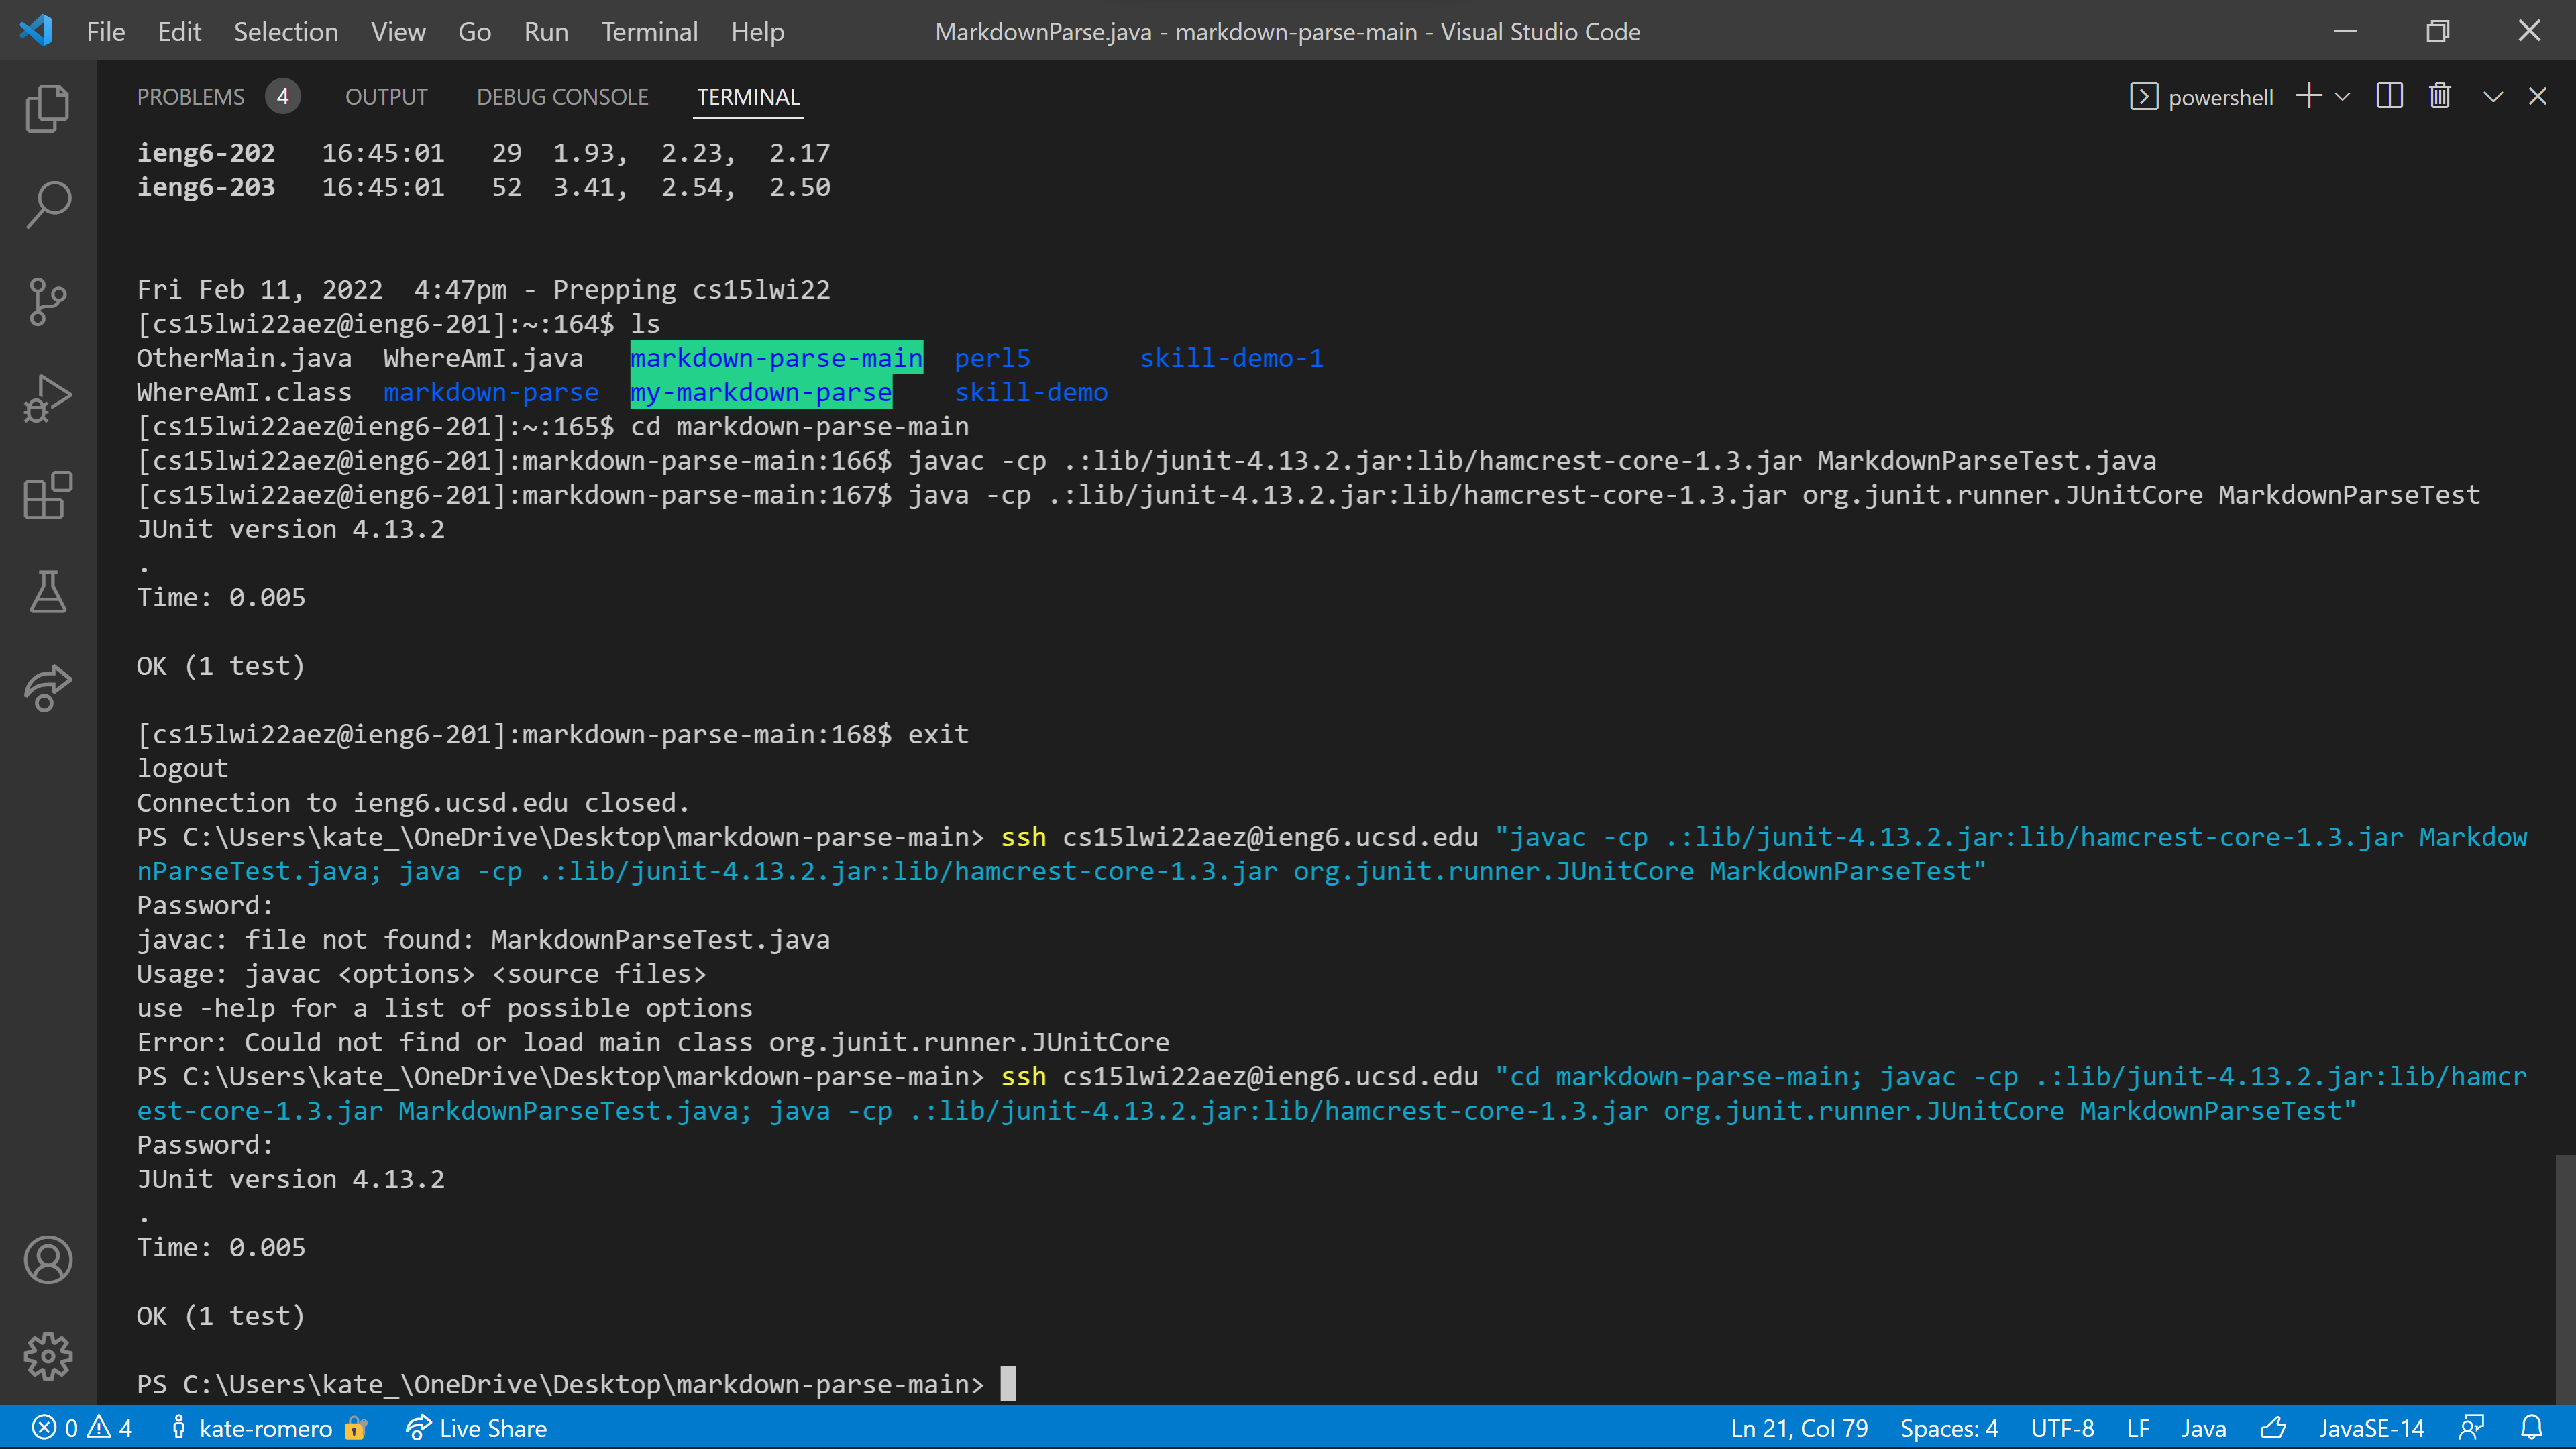 File Edit Selection View Go Run Terminal Help MarkdownParse.java - markdown-parse-main - Visual Studio Code
PROBLEMS 4 OUTPUT DEBUG CONSOLE TERMINAL powershell
ieng6-202 16:45:01 29 1.93, 2.23, 2.17
ieng6-203 16:45:01 52 3.41, 2.54, 2.50
Fri Feb 11, 2022 4:47pm - Prepping cs15lwi22
[cs15lwi22aez@ieng6-201]:~:164$ ls
OtherMain.java WhereAmI.java markdown-parse-main perl5 skill-demo-1
WhereAmI.class markdown-parse my-markdown-parse skill-demo
[cs15lwi22aez@ieng6-201]:~:165$ cd markdown-parse-main
[cs15lwi22aez@ieng6-201]:markdown-parse-main:166$ javac -cp .:lib/junit-4.13.2.jar:lib/hamcrest-core-1.3.jar MarkdownParseTest.java
[cs15lwi22aez@ieng6-201]:markdown-parse-main:167$ java -cp .:lib/junit-4.13.2.jar:lib/hamcrest-core-1.3.jar org.junit.runner.JUnitCore MarkdownParseTest
JUnit version 4.13.2
.
Time: 0.005
OK (1 test)
[cs15lwi22aez@ieng6-201]:markdown-parse-main:168$ exit
logout
Connection to ieng6.ucsd.edu closed.
PS C:\Users\kate_\OneDrive\Desktop\markdown-parse-main> ssh cs15lwi22aez@ieng6.ucsd.edu "javac -cp .:lib/junit-4.13.2.jar:lib/hamcrest-core-1.3.jar Markdow
nParseTest.java; java -cp .:lib/junit-4.13.2.jar:lib/hamcrest-core-1.3.jar org.junit.runner.JUnitCore MarkdownParseTest"
Password:
javac: file not found: MarkdownParseTest.java
Usage: javac <options> <source files>
use -help for a list of possible options
Error: Could not find or load main class org.junit.runner.JUnitCore
PS C:\Users\kate_\OneDrive\Desktop\markdown-parse-main> ssh cs15lwi22aez@ieng6.ucsd.edu "cd markdown-parse-main; javac -cp .:lib/junit-4.13.2.jar:lib/hamcr
est-core-1.3.jar MarkdownParseTest.java; java -cp .:lib/junit-4.13.2.jar:lib/hamcrest-core-1.3.jar org.junit.runner.JUnitCore MarkdownParseTest"
Password:
JUnit version 4.13.2
.
Time: 0.005
OK (1 test)
PS C:\Users\kate_\OneDrive\Desktop\markdown-parse-main>
0 4 kate-romero Live Share Ln 21, Col 79 Spaces: 4 UTF-8 LF Java JavaSE-14